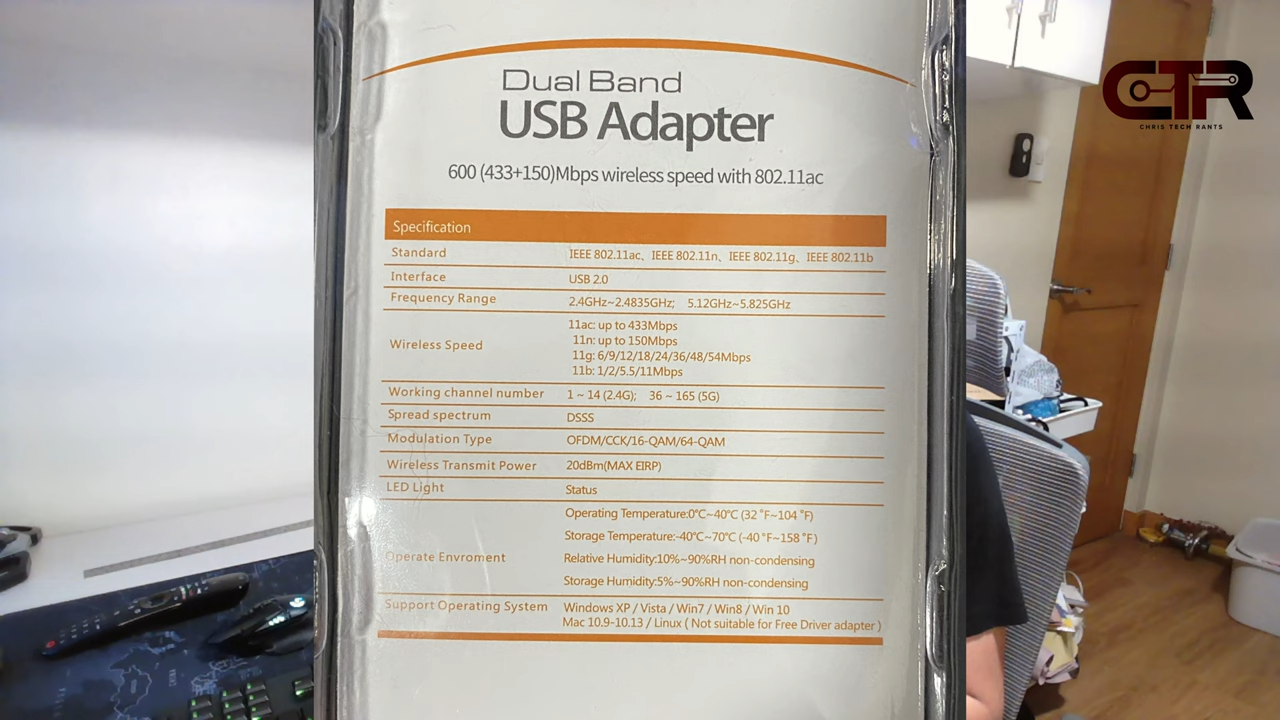 Dual Band
USB Adapter
600 (433+150)Mbps wireless speed with 802.11ac
Specification
Standard IEEE 802.11ac、IEEE 802.11n、IEEE 802.11g、IEEE 802.11b
Interface USB 2.0
Frequency Range 2.4GHz~2.4835GHz; 5.12GHz~5.825GHz
Wireless Speed 11ac: up to 433Mbps
11n: up to 150Mbps
11g: 6/9/12/18/24/36/48/54Mbps
11b: 1/2/5.5/11Mbps
Working channel number 1 ~ 14 (2.4G); 36 ~ 165 (5G)
Spread spectrum DSSS
Modulation Type OFDM/CCK/16-QAM/64-QAM
Wireless Transmit Power 20dBm(MAX EIRP)
LED Light Status
Operate Enviroment Operating Temperature:0°C~40°C (32 °F~104 °F)
Storage Temperature:-40°C~70°C (-40 °F~158 °F)
Relative Humidity:10%~90%RH non-condensing
Storage Humidity:5%~90%RH non-condensing
Support Operating System Windows XP / Vista / Win7 / Win8 / Win 10
Mac 10.9-10.13 / Linux ( Not suitable for Free Driver adapter )
CTR
CHRIS TECH RANTS
CHINA